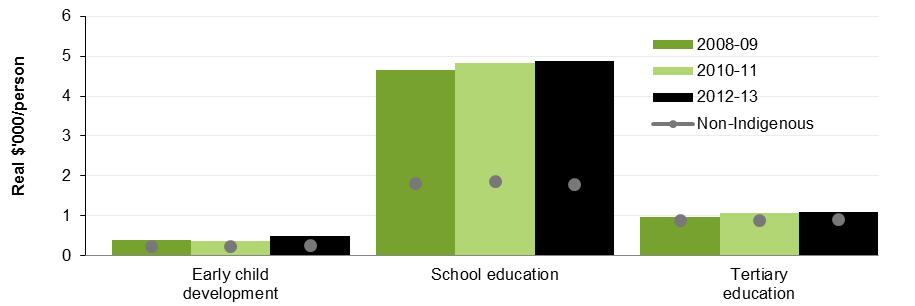 Real $'000/person
6
5
4
3
2
1
0
2008-09
2010-11
2012-13
Non-Indigenous
Early child
development
School education
Tertiary
education